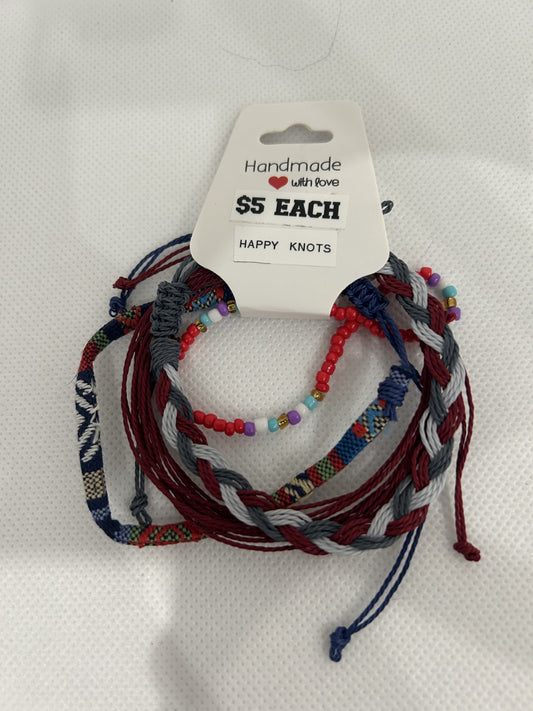 Handmade
with love
$5 EACH
HAPPY KNOTS